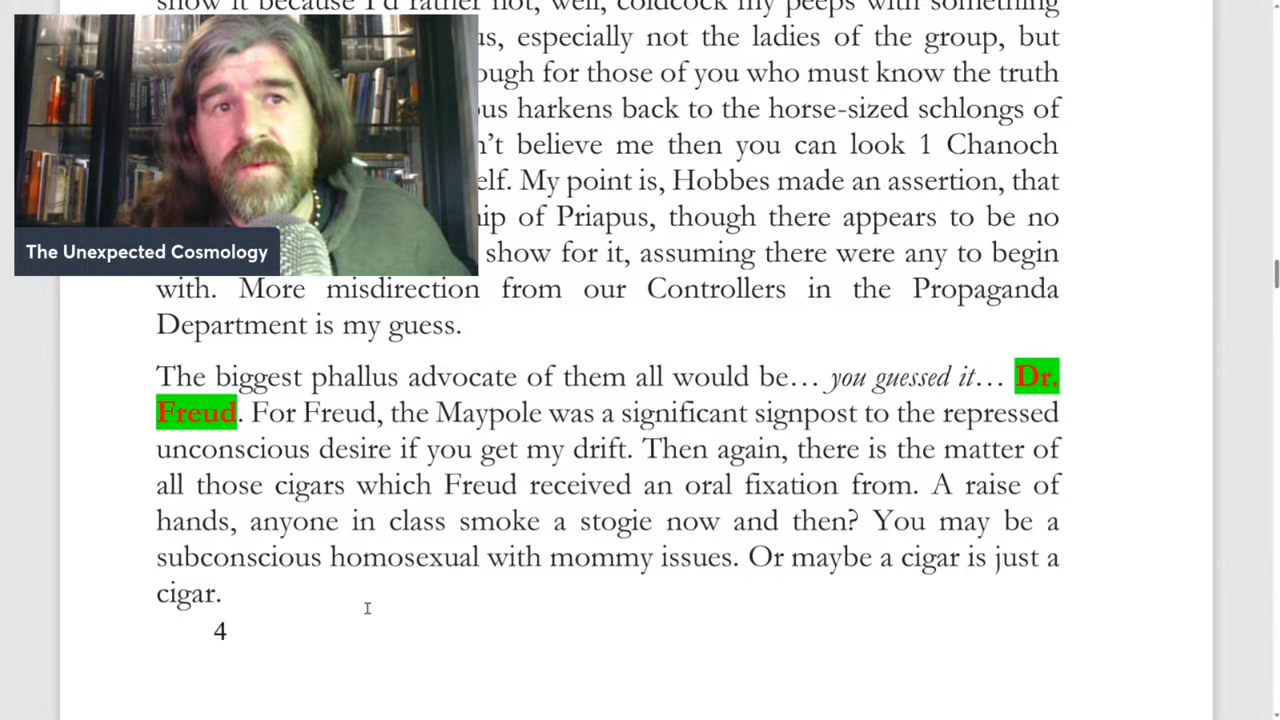 show it because I'd rather not, well, coldcock my peeps with something
us, especially not the ladies of the group, but
ough for those of you who must know the truth
ous harkens back to the horse-sized schlongs of
n't believe me then you can look 1 Chanoch
elf. My point is, Hobbes made an assertion, that
ip of Priapus, though there appears to be no
show for it, assuming there were any to begin
The Unexpected Cosmology
with. More misdirection from our Controllers in the Propaganda
Department is my guess.
The biggest phallus advocate of them all would be… you guessed it… Dr.
Freud. For Freud, the Maypole was a significant signpost to the repressed
unconscious desire if you get my drift. Then again, there is the matter of
all those cigars which Freud received an oral fixation from. A raise of
hands, anyone in class smoke a stogie now and then? You may be a
subconscious homosexual with mommy issues. Or maybe a cigar is just a
cigar.
4